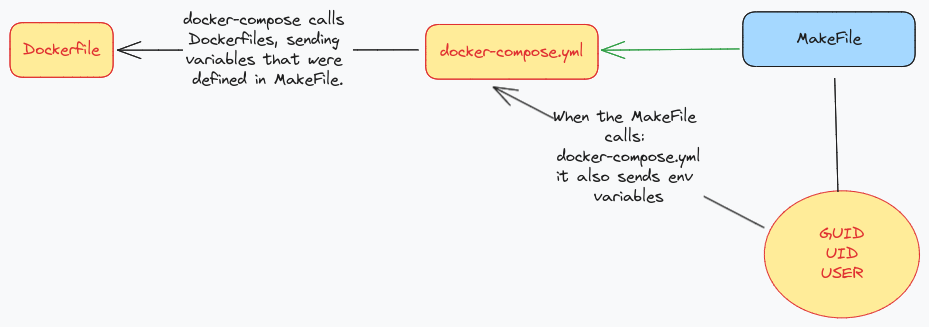 Dockerfile
docker-compose calls
Dockerfiles, sending
variables that were
defined in MakeFile.
docker-compose.yml
MakeFile
When the MakeFile
calls:
docker-compose.yml
it also sends env
variables
GUID
UID
USER